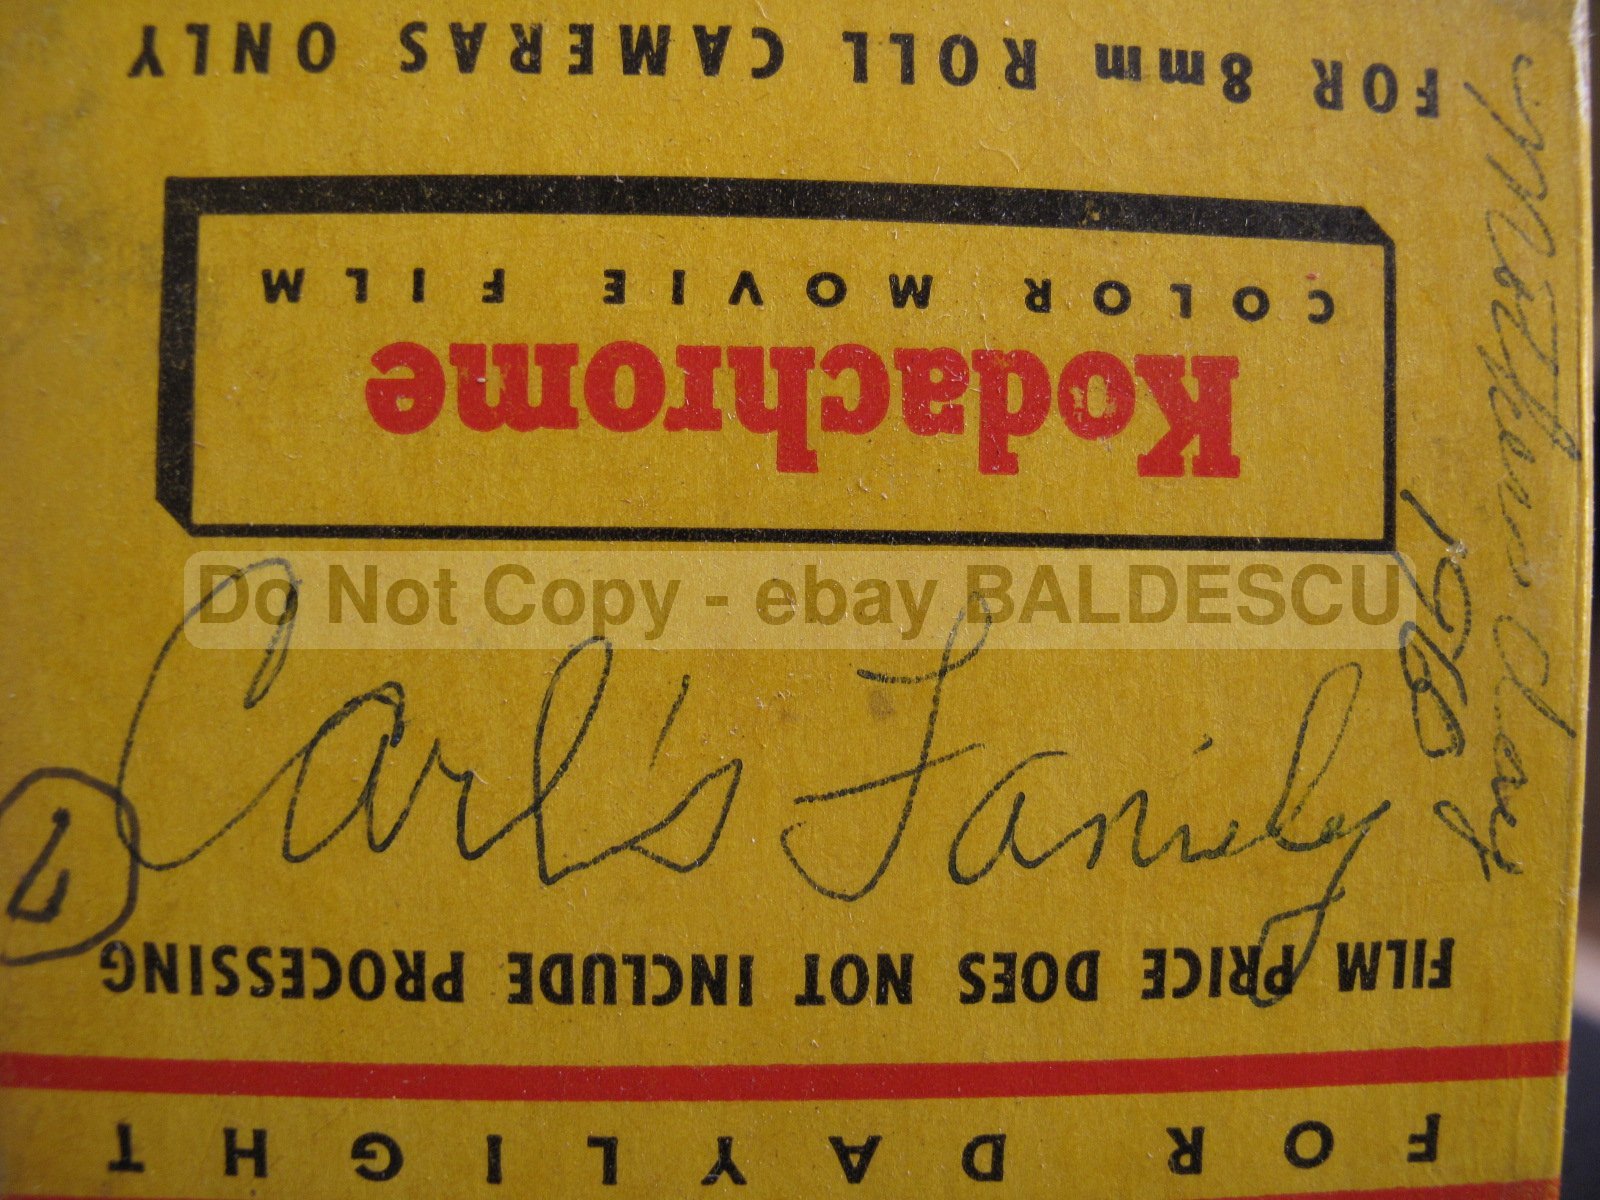 FOR 8mm ROLL CAMERAS ONLY
COLOR MOVIE FILM
Kodachrome
Do Not Copy - ebay BALDESCU
Carl's Family
FILM PRICE DOES NOT INCLUDE PROCESSING
FOR DAYLIGHT